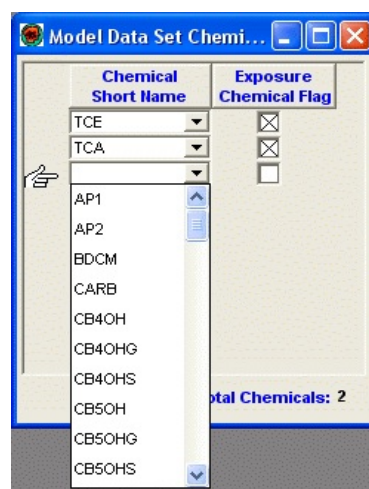 Model Data Set Chemi...
Chemical Short Name
Exposure Chemical Flag
TCE
TCA
AP1
AP2
BDCM
CARB
CB4OH
CB4OHG
CB4OHS
CB5OH
CB5OHG
CB5OHS
otal Chemicals: 2